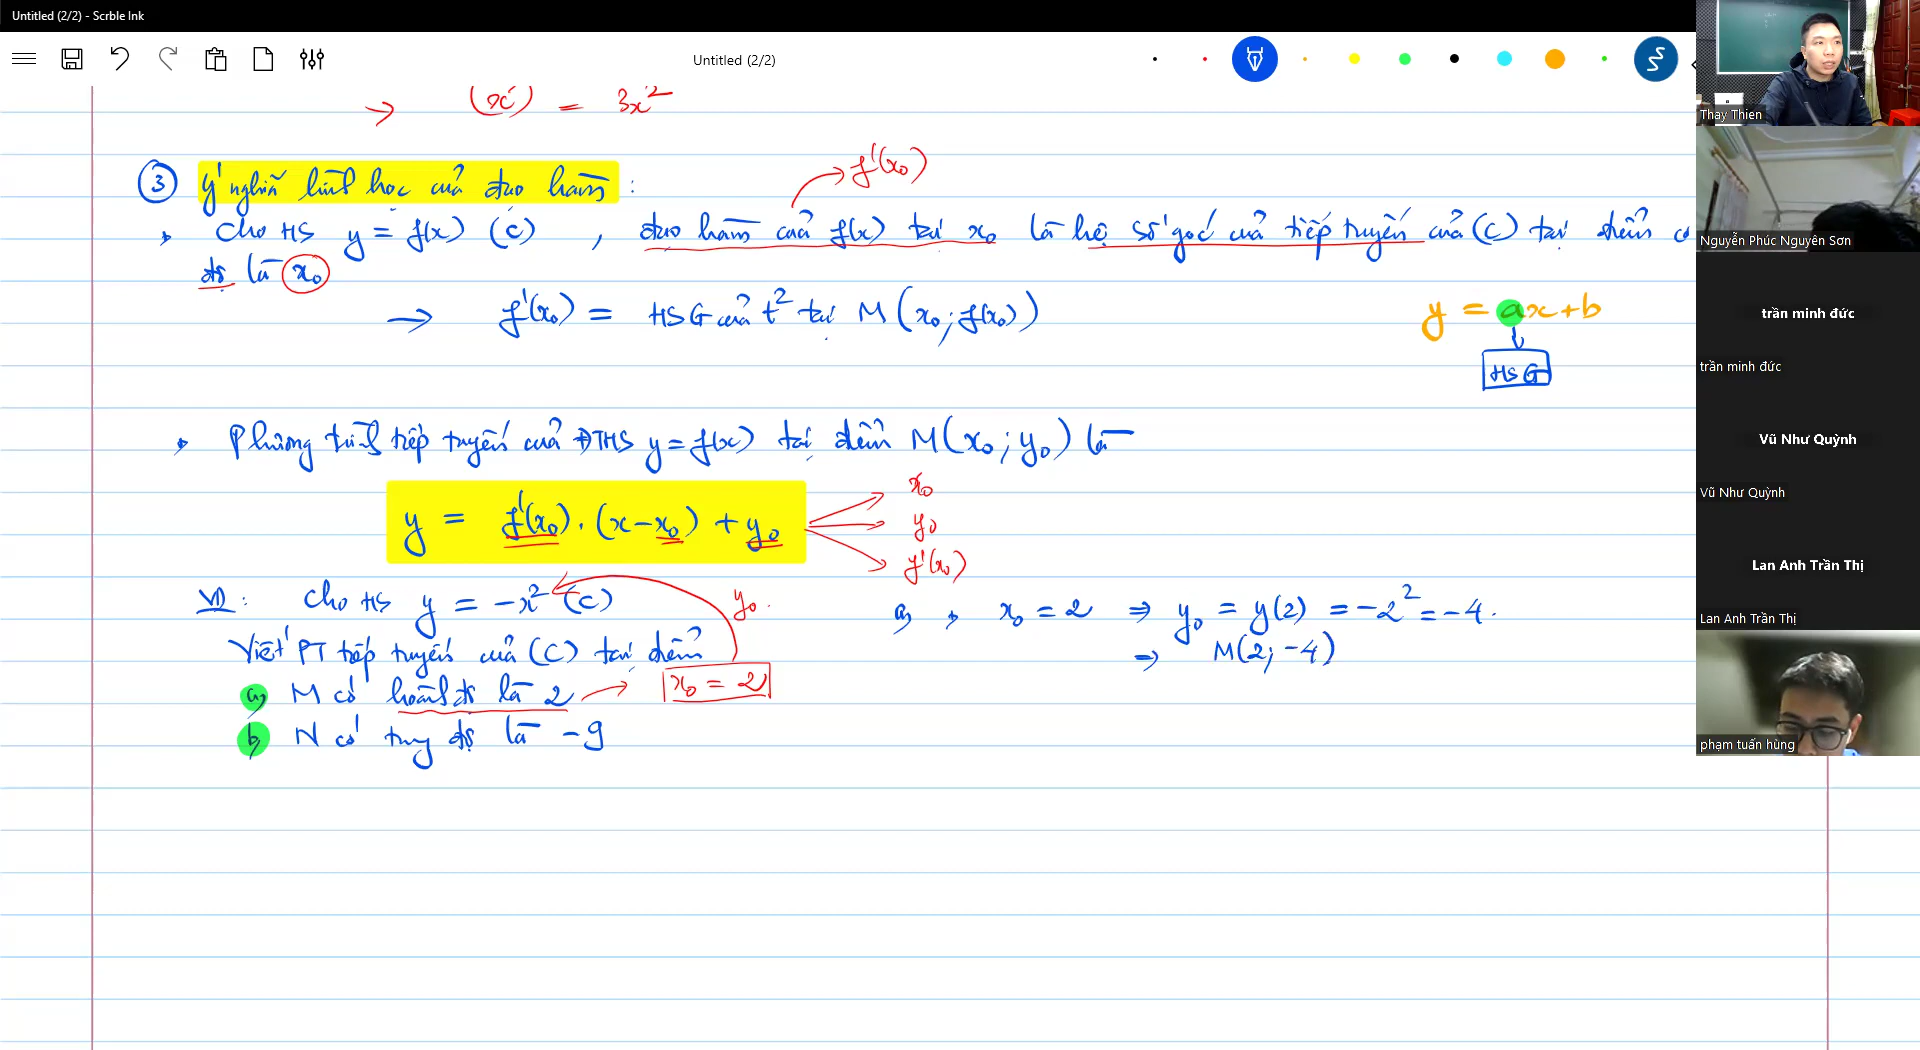 Untitled (2/2) - Scrble Ink
Untitled (2/2)
→ (x³)' = 3x²
③ Ý nghĩa hình học của đạo hàm :
f'(x₀)
Cho HS y = f(x) (C) , đạo hàm của f(x) tại x₀ là hệ số góc của tiếp tuyến của (C) tại điểm có
độ là x₀
→ f'(x₀) = HSG của t² tại M(x₀; f(x₀))
y = ax+b
HSG
Phương trình tiếp tuyến của ĐTHS y = f(x) tại điểm M(x₀; y₀) là
y = f'(x₀).(x-x₀) + y₀
x₀
y₀
f'(x₀)
VD: Cho HS y = -x² (C)
y₀
Viết PT tiếp tuyến của (C) tại điểm
a, M có hoành độ là 2 → x₀ = 2
b, N có tung độ là -9
a, x₀ = 2 ⇒ y₀ = y(2) = -2² = -4.
⇒ M(2; -4)
Thay Thien
Nguyễn Phúc Nguyên Sơn
trần minh đức
trần minh đức
Vũ Như Quỳnh
Vũ Như Quỳnh
Lan Anh Trần Thị
Lan Anh Trần Thị
phạm tuấn hùng